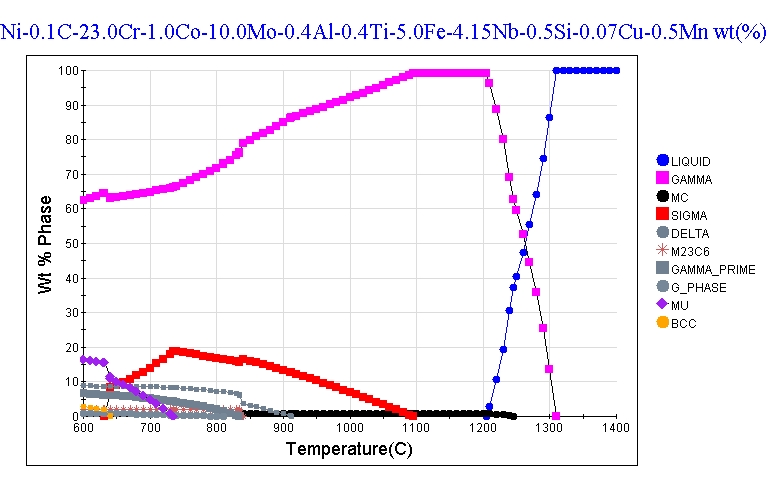 Ni-0.1C-23.0Cr-1.0Co-10.0Mo-0.4Al-0.4Ti-5.0Fe-4.15Nb-0.5Si-0.07Cu-0.5Mn wt(%)
100
90
80
70
60
50
40
30
20
10
0
Wt % Phase
600 700 800 900 1000 1100 1200 1300 1400
Temperature(C)
LIQUID
GAMMA
MC
SIGMA
DELTA
M23C6
GAMMA_PRIME
G_PHASE
MU
BCC